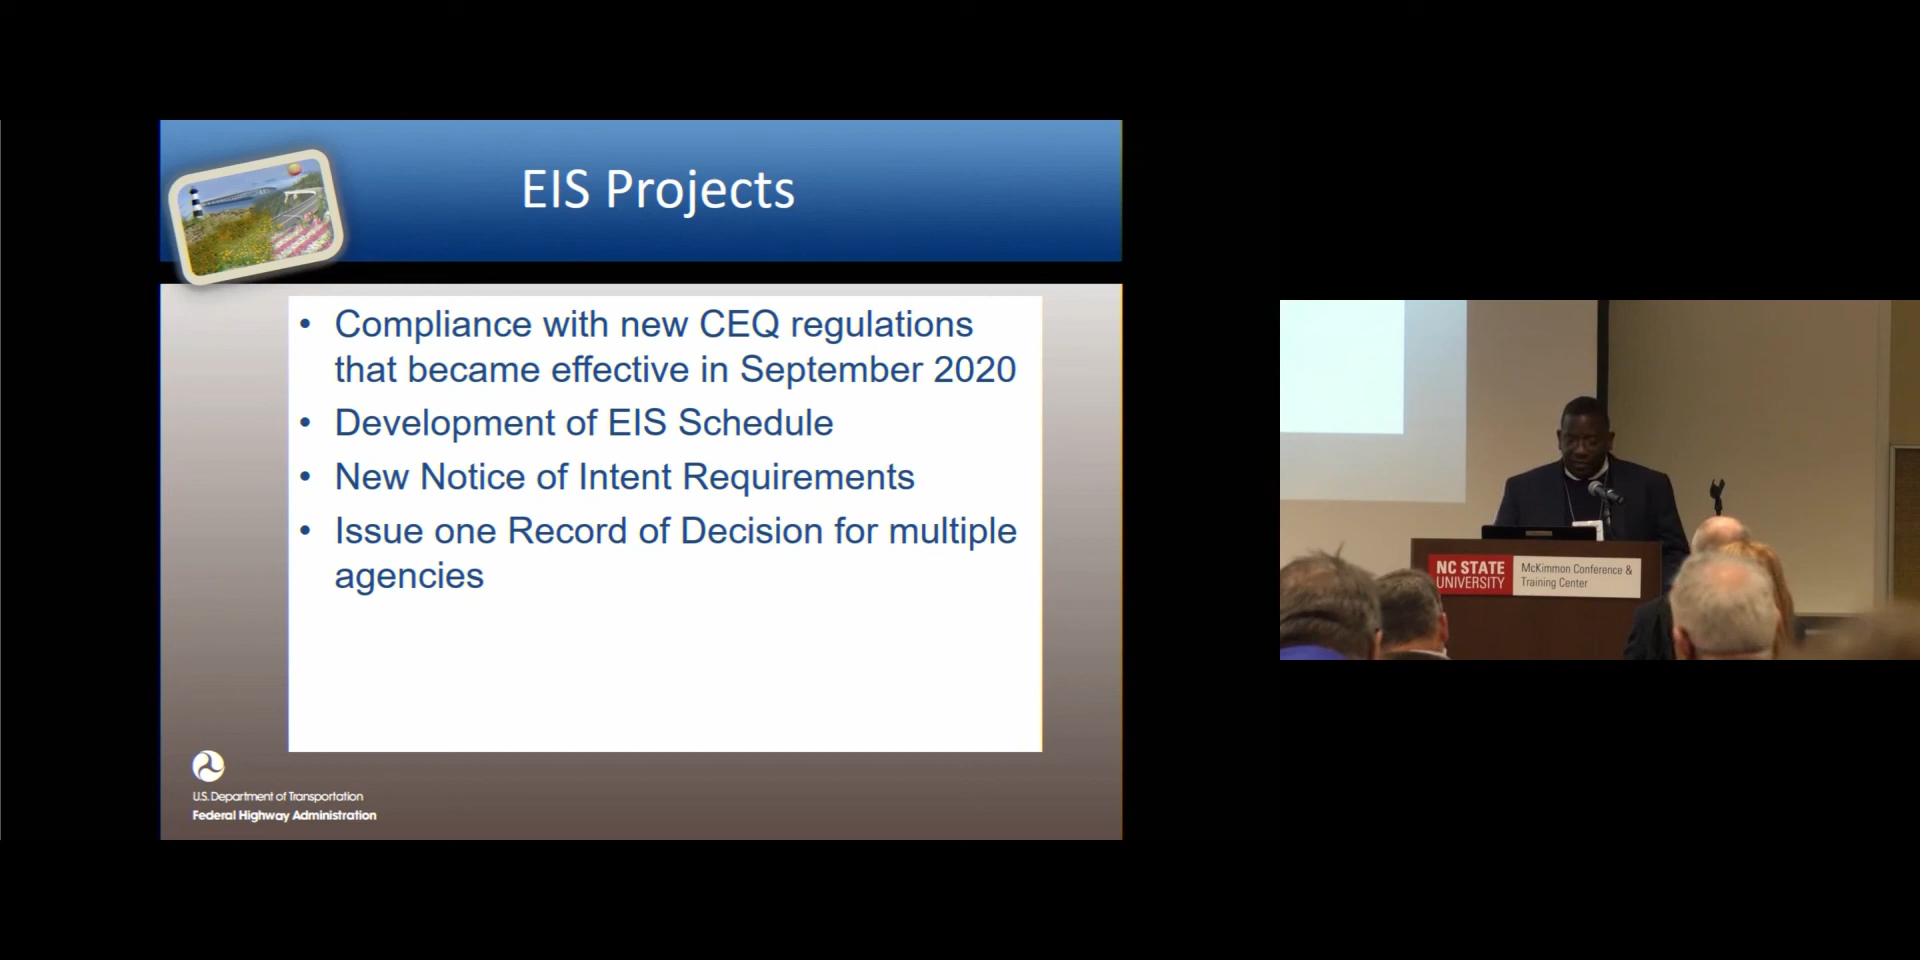 EIS Projects
• Compliance with new CEQ regulations
that became effective in September 2020
• Development of EIS Schedule
• New Notice of Intent Requirements
• Issue one Record of Decision for multiple
agencies
U.S. Department of Transportation
Federal Highway Administration
NC STATE
UNIVERSITY
McKimmon Conference &
Training Center